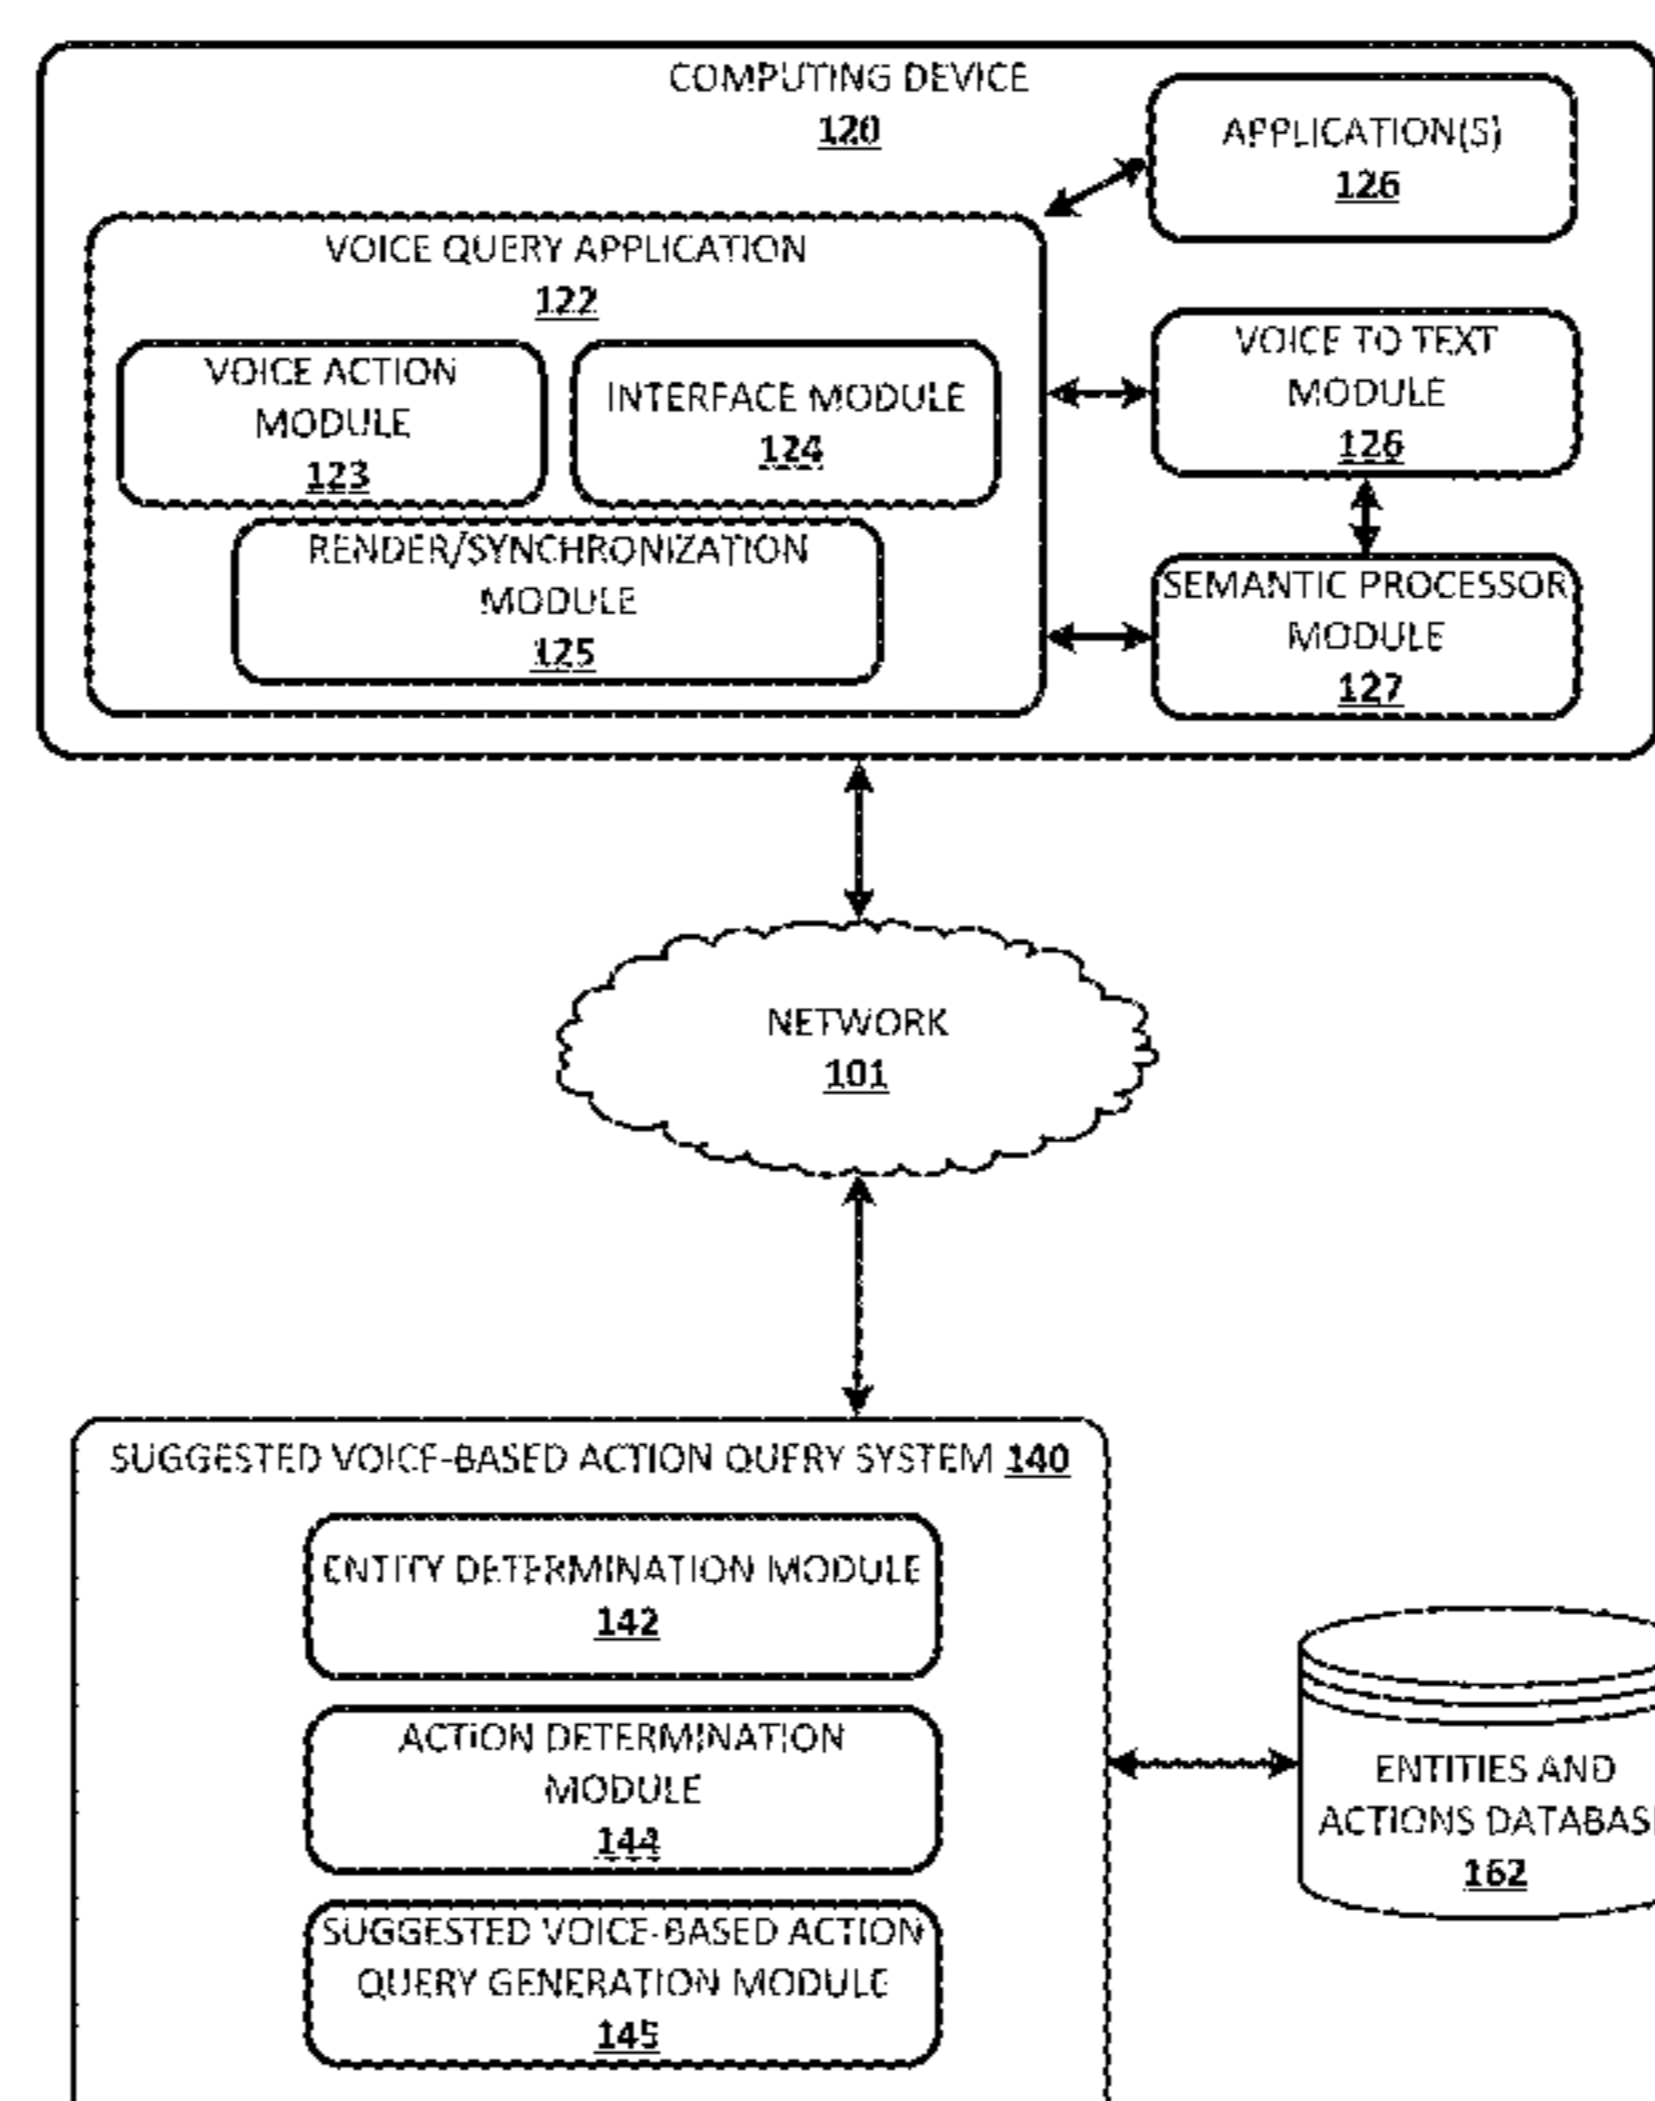 COMPUTING DEVICE
120
APPLICATION(S)
126
VOICE QUERY APPLICATION
122
VOICE ACTION
MODULE
123
INTERFACE MODULE
124
RENDER/SYNCHRONIZATION
MODULE
125
VOICE TO TEXT
MODULE
126
SEMANTIC PROCESSOR
MODULE
127
NETWORK
101
SUGGESTED VOICE-BASED ACTION QUERY SYSTEM 140
ENTITY DETERMINATION MODULE
142
ACTION DETERMINATION
MODULE
144
SUGGESTED VOICE-BASED ACTION
QUERY GENERATION MODULE
145
ENTITIES AND
ACTIONS DATABAS
162